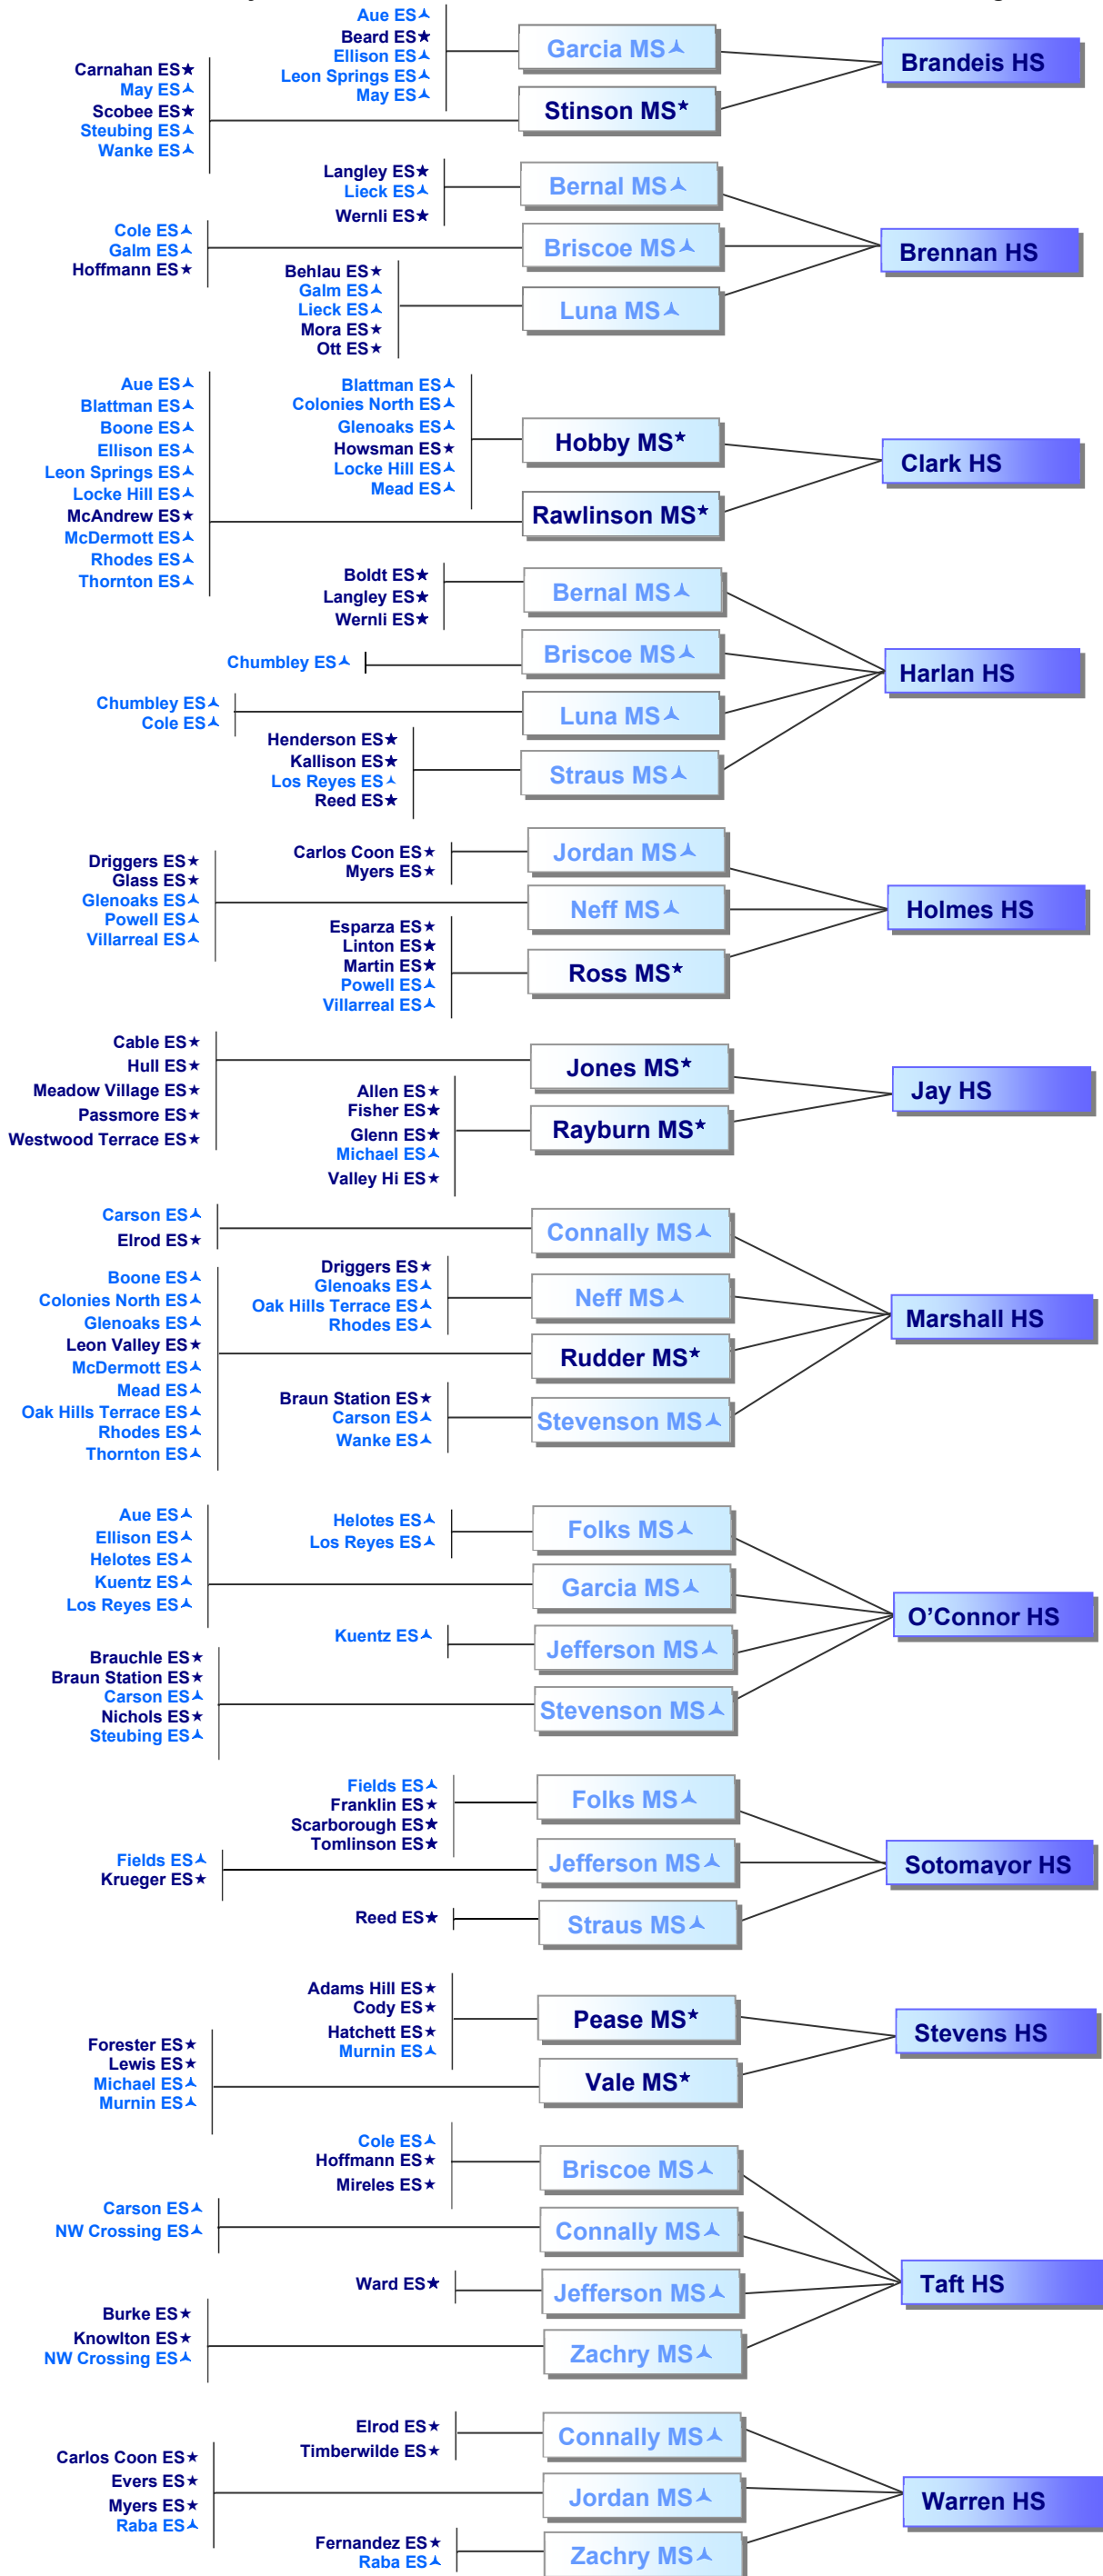 Aue ES
Beard ES★
Ellison ES
Leon Springs ES
May ES
Garcia MS
Brandeis HS
Carnahan ES★
May ES
Scobee ES★
Steubing ES
Wanke ES
Stinson MS★
Langley ES★
Lieck ES
Wernli ES★
Bernal MS
Cole ES
Galm ES
Hoffmann ES★
Briscoe MS
Brennan HS
Behlau ES★
Galm ES
Lieck ES
Mora ES★
Ott ES★
Luna MS
Aue ES
Blattman ES
Boone ES
Ellison ES
Leon Springs ES
Locke Hill ES
McAndrew ES★
McDermott ES
Rhodes ES
Thornton ES
Blattman ES
Colonies North ES
Glenoaks ES
Howsman ES★
Locke Hill ES
Mead ES
Hobby MS★
Rawlinson MS★
Clark HS
Boldt ES★
Langley ES★
Wernli ES★
Bernal MS
Chumbley ES
Briscoe MS
Harlan HS
Chumbley ES
Cole ES
Luna MS
Henderson ES★
Kallison ES★
Los Reyes ES
Reed ES★
Straus MS
Carlos Coon ES★
Myers ES★
Jordan MS
Driggers ES★
Glass ES★
Glenoaks ES
Powell ES
Villarreal ES
Neff MS
Holmes HS
Esparza ES★
Linton ES★
Martin ES★
Powell ES
Villarreal ES
Ross MS★
Cable ES★
Hull ES★
Meadow Village ES★
Passmore ES★
Westwood Terrace ES★
Jones MS★
Jay HS
Allen ES★
Fisher ES★
Glenn ES★
Michael ES
Valley Hi ES★
Rayburn MS★
Carson ES
Elrod ES★
Connally MS
Driggers ES★
Glenoaks ES
Oak Hills Terrace ES
Rhodes ES
Neff MS
Marshall HS
Boone ES
Colonies North ES
Glenoaks ES
Leon Valley ES★
McDermott ES
Mead ES
Oak Hills Terrace ES
Rhodes ES
Thornton ES
Rudder MS★
Braun Station ES★
Carson ES
Wanke ES
Stevenson MS
Helotes ES
Los Reyes ES
Folks MS
Aue ES
Ellison ES
Helotes ES
Kuentz ES
Los Reyes ES
Garcia MS
O’Connor HS
Kuentz ES
Jefferson MS
Brauchle ES★
Braun Station ES★
Carson ES
Nichols ES★
Steubing ES
Stevenson MS
Fields ES
Franklin ES★
Scarborough ES★
Tomlinson ES★
Folks MS
Fields ES
Krueger ES★
Jefferson MS
Sotomayor HS
Reed ES★
Straus MS
Adams Hill ES★
Cody ES★
Hatchett ES★
Murnin ES
Pease MS★
Stevens HS
Forester ES★
Lewis ES★
Michael ES
Murnin ES
Vale MS★
Cole ES
Hoffmann ES★
Mireles ES★
Briscoe MS
Carson ES
NW Crossing ES
Connally MS
Taft HS
Ward ES★
Jefferson MS
Burke ES★
Knowlton ES★
NW Crossing ES
Zachry MS
Elrod ES★
Timberwilde ES★
Connally MS
Carlos Coon ES★
Evers ES★
Myers ES★
Raba ES
Jordan MS
Warren HS
Fernandez ES★
Raba ES
Zachry MS